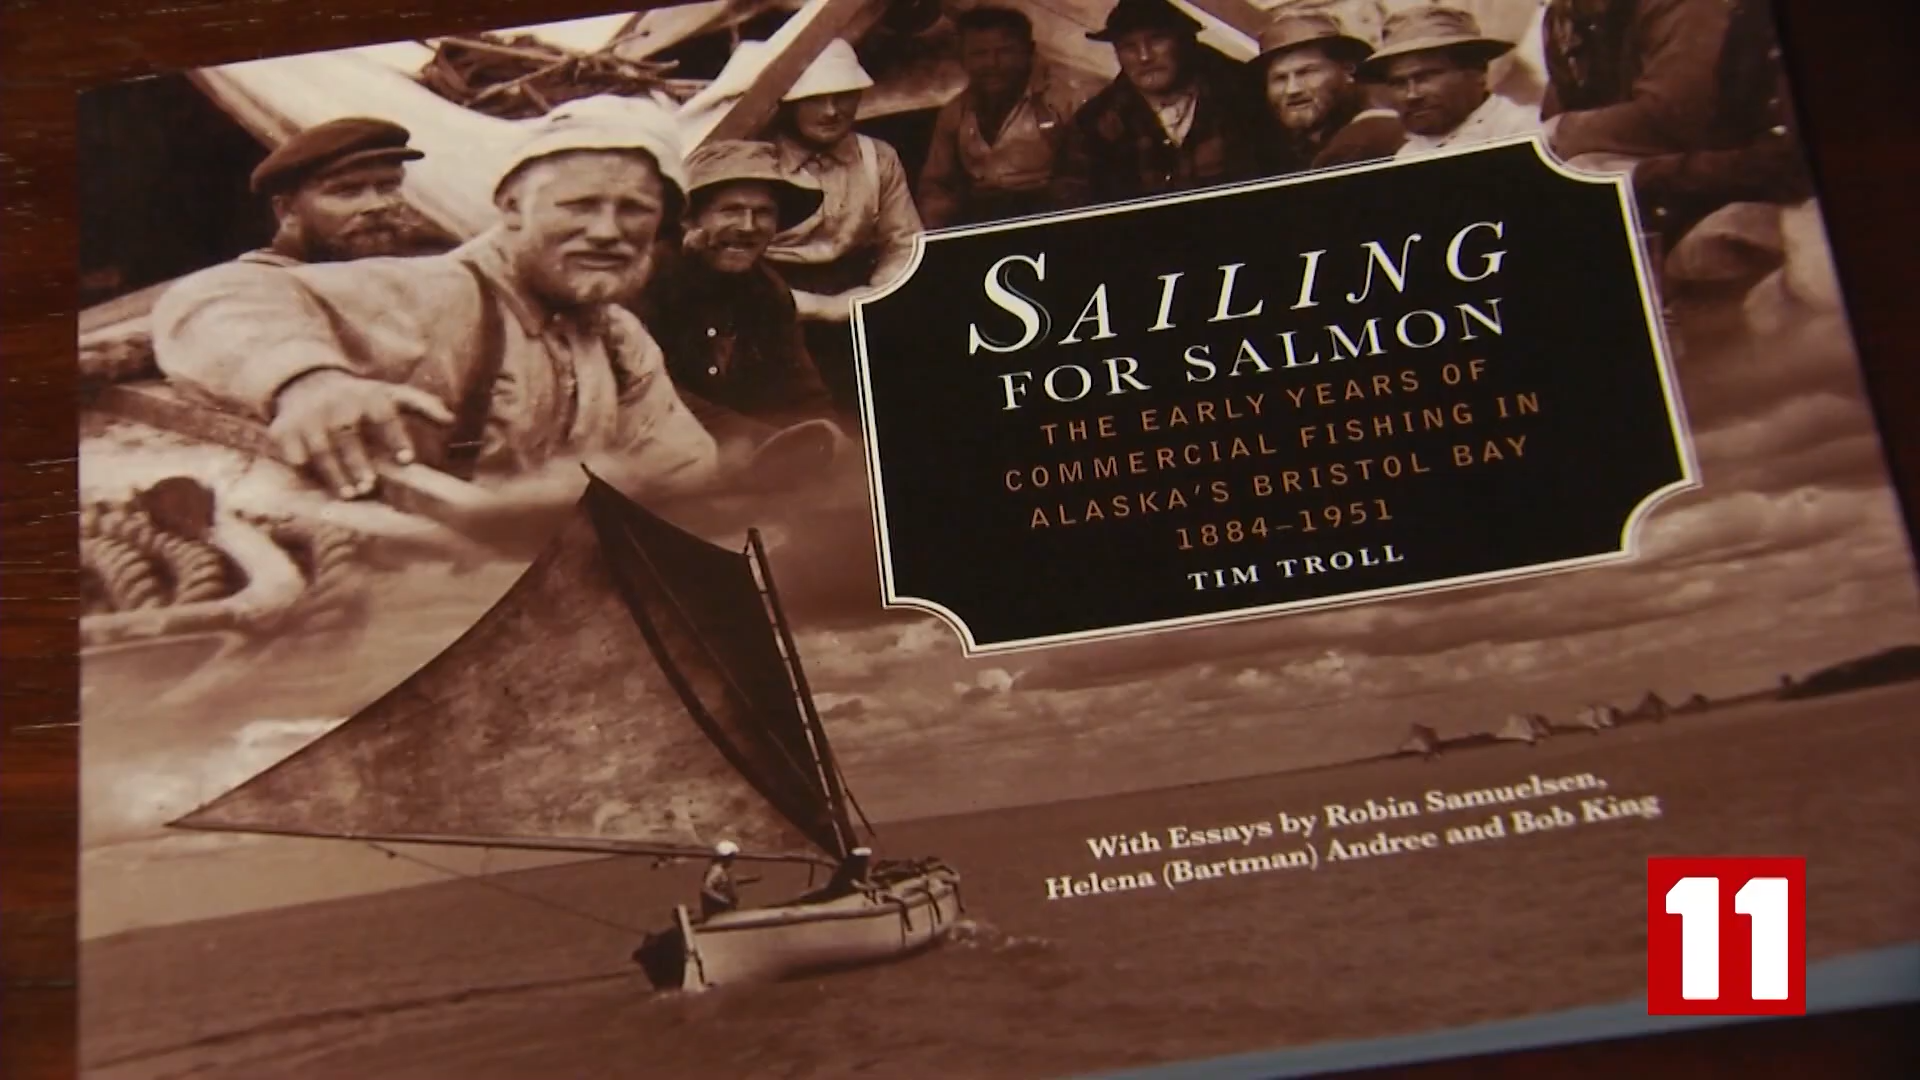 SAILING
FOR SALMON
THE EARLY YEARS OF
COMMERCIAL FISHING IN
ALASKA'S BRISTOL BAY
1884–1951
TIM TROLL
With Essays by Robin Samuelsen,
Helena (Bartman) Andree and Bob King
11